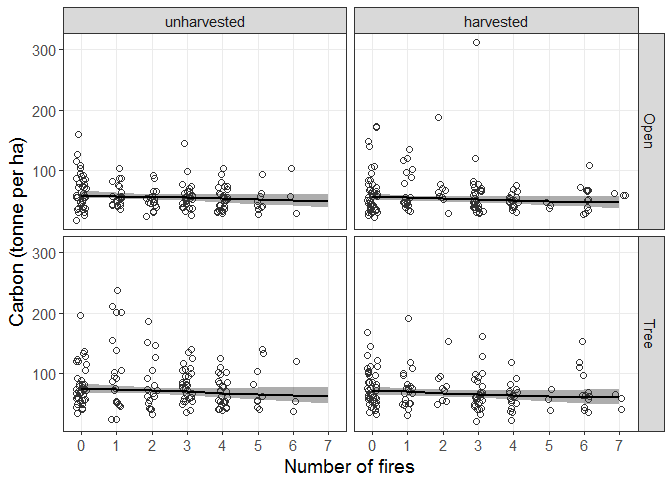 unharvested
harvested
300
200
100
Open
300
200
100
Tree
0 1 2 3 4 5 6 7
0 1 2 3 4 5 6 7
Number of fires
Carbon (tonne per ha)